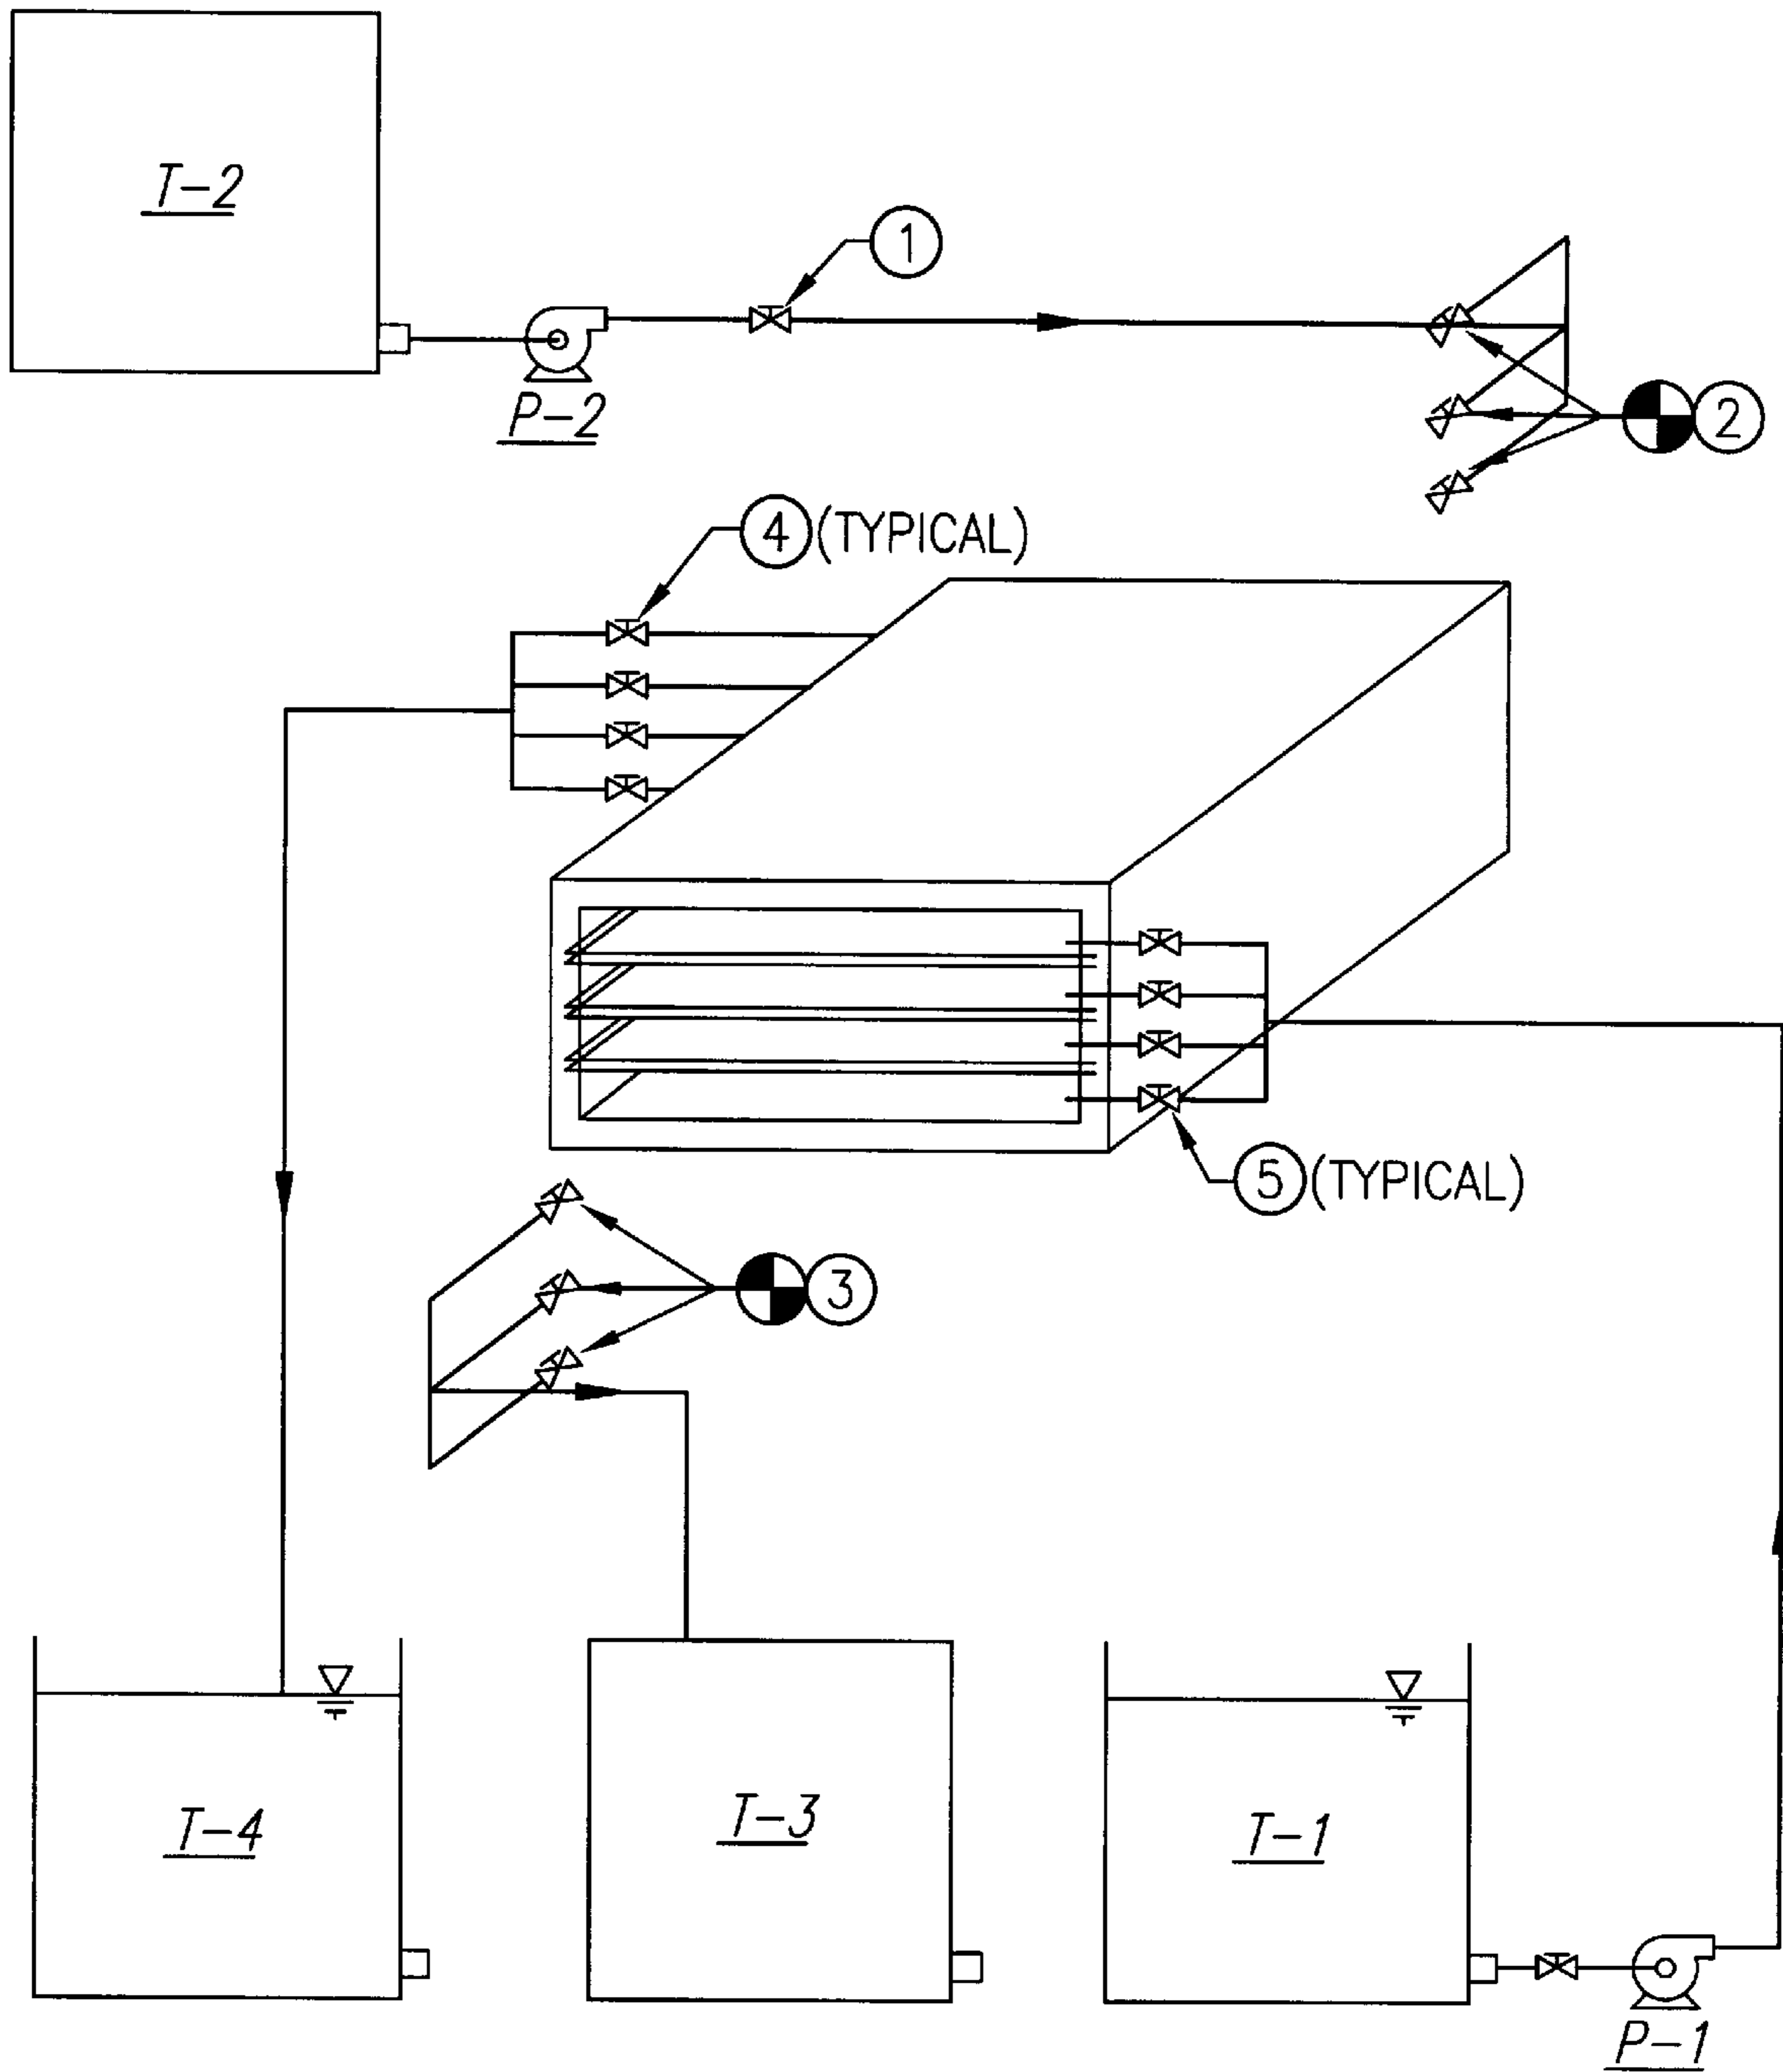 T-2
1
P-2
2
4 (TYPICAL)
5 (TYPICAL)
3
T-4
T-3
T-1
P-1